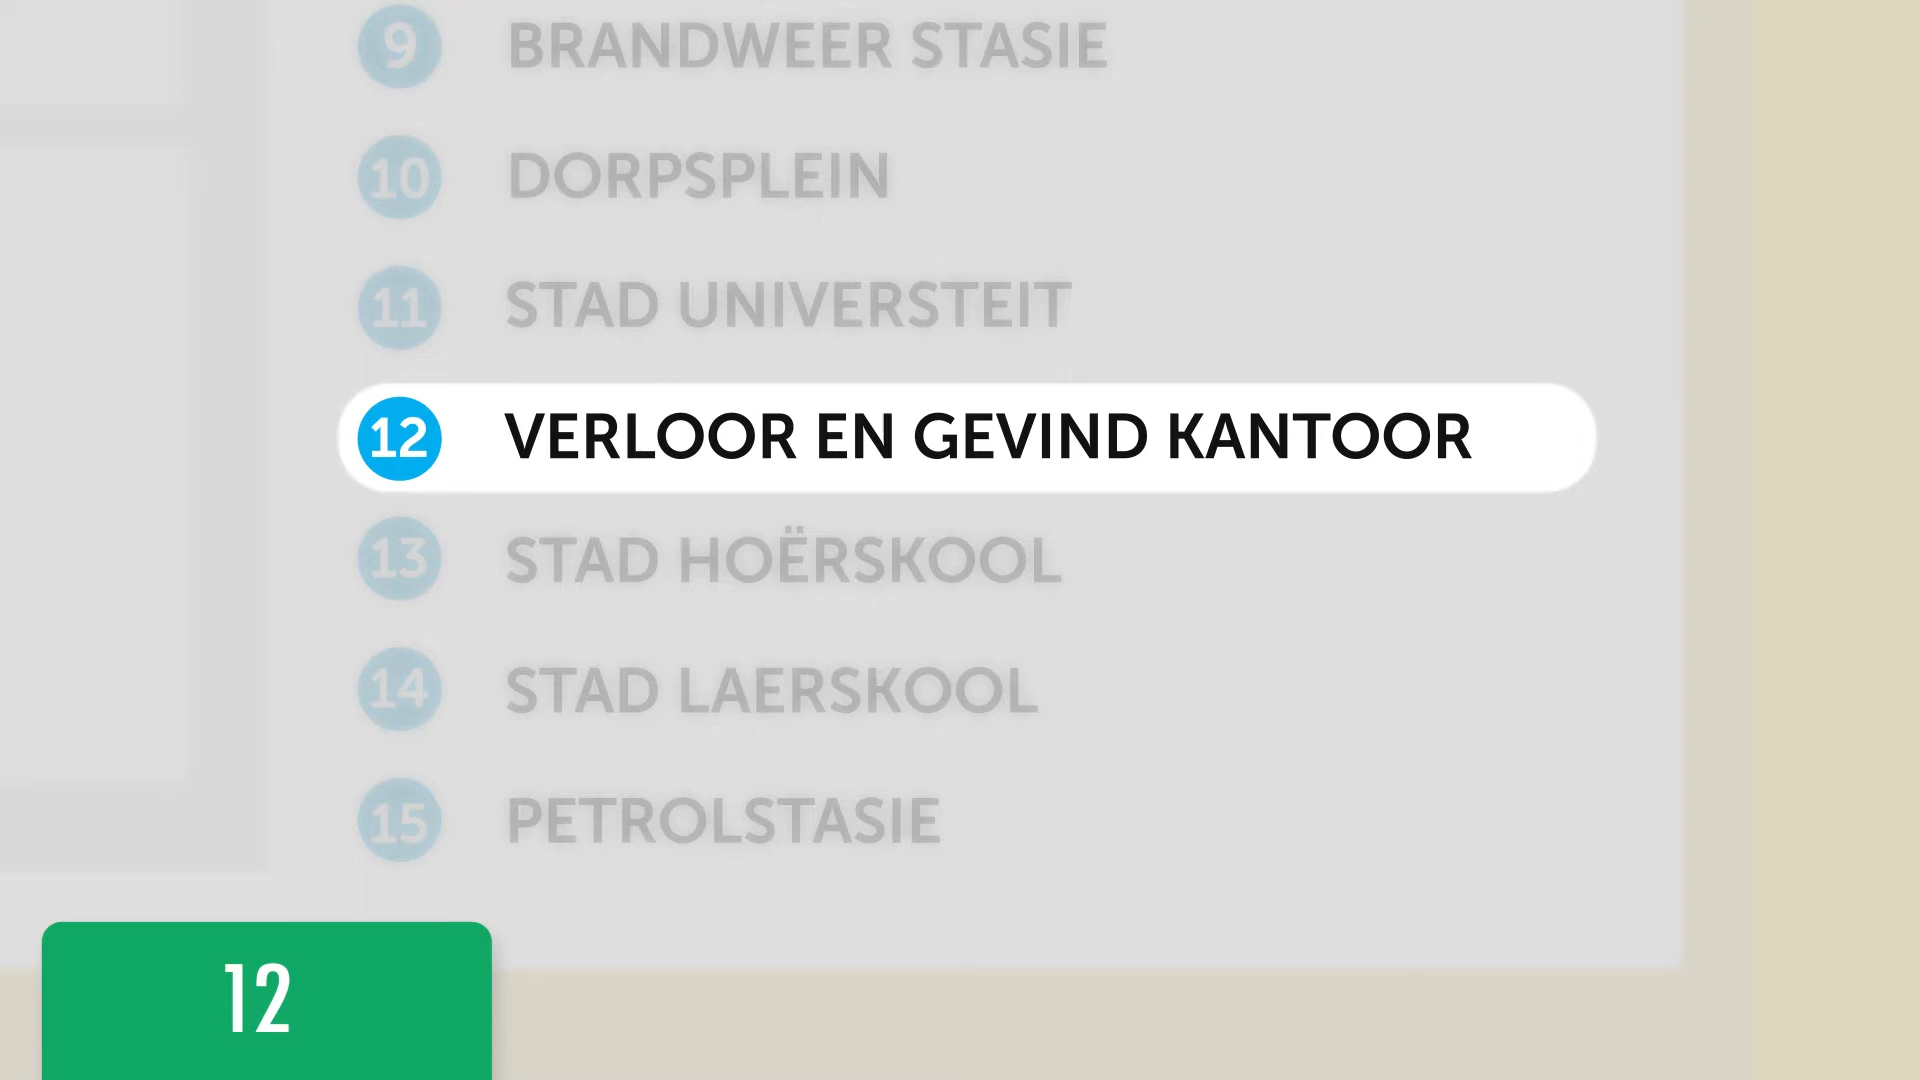 9 BRANDWEER STASIE
10 DORPSPLEIN
11 STAD UNIVERSTEIT
12 VERLOOR EN GEVIND KANTOOR
13 STAD HOËRSKOOL
14 STAD LAERSKOOL
15 PETROLSTASIE
12